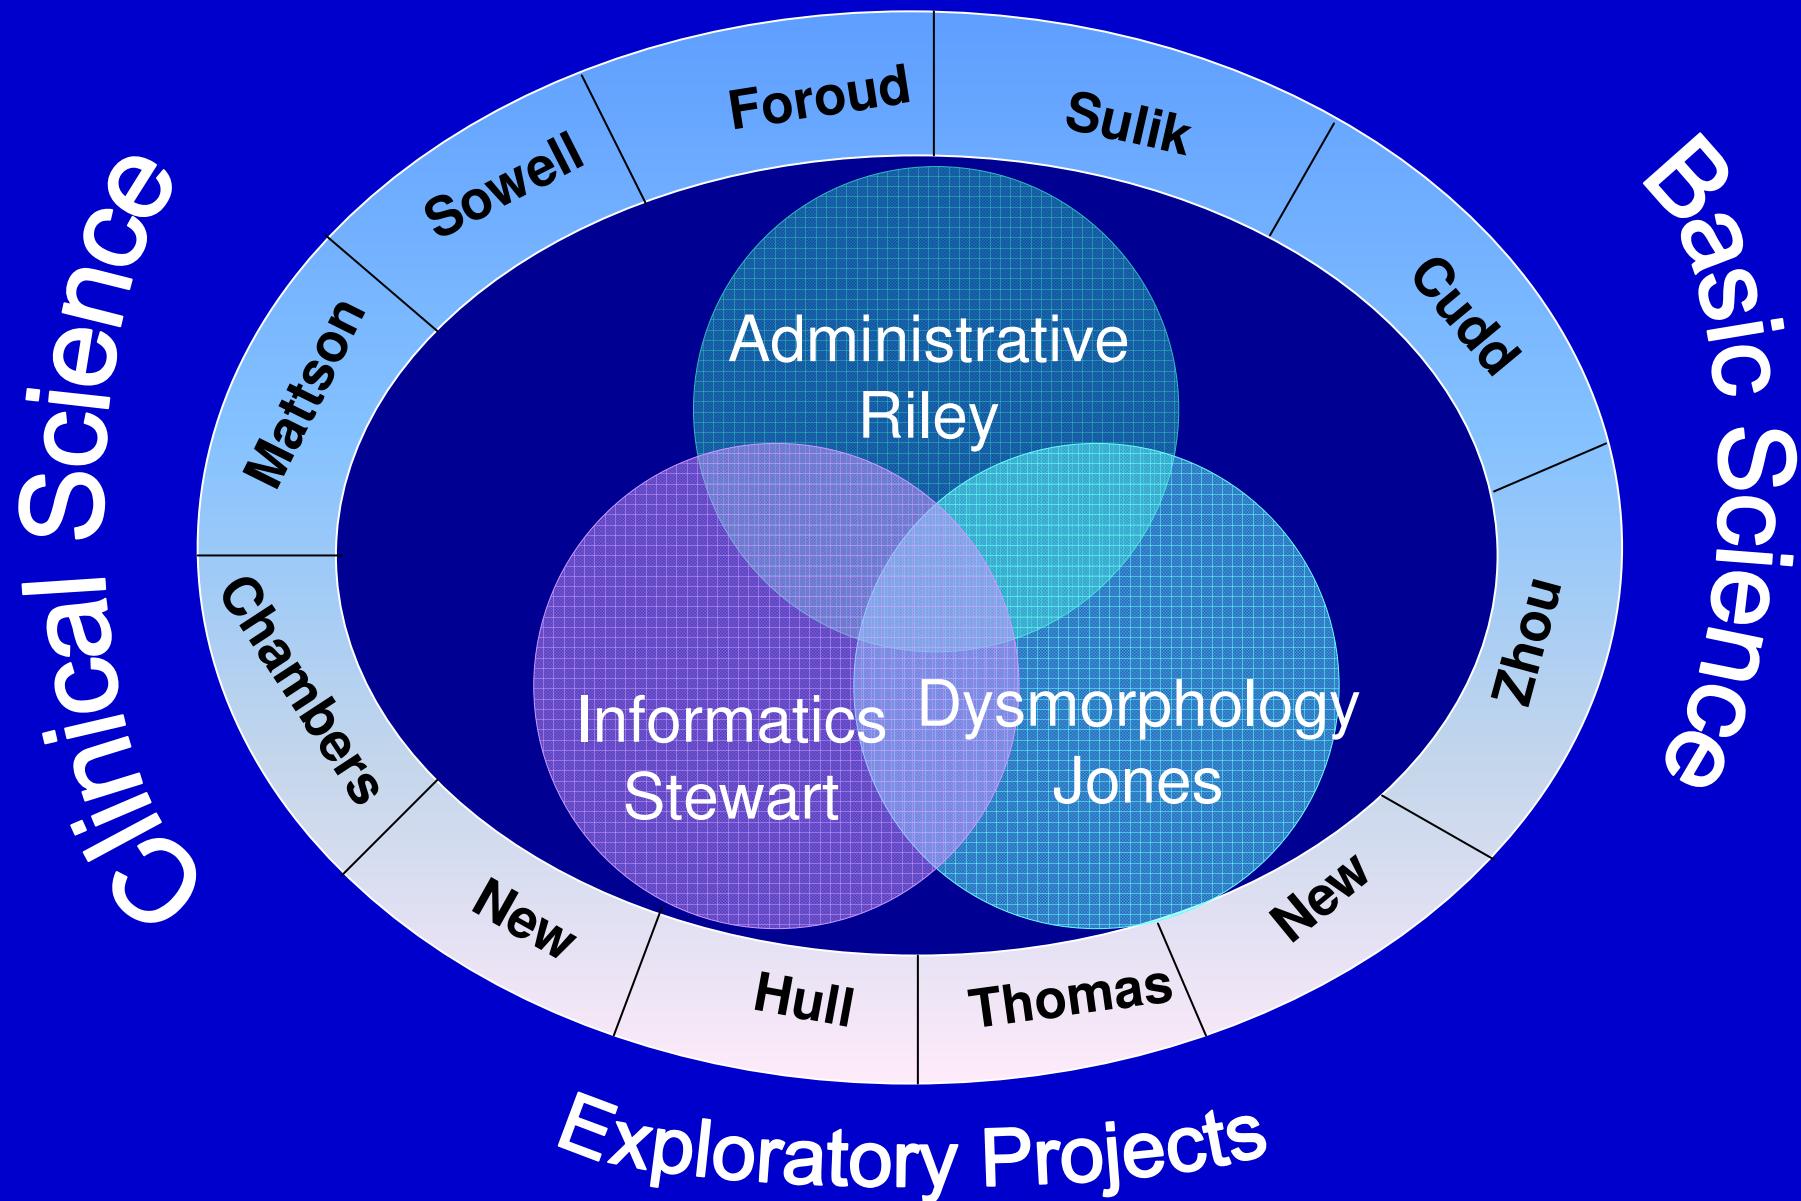 Clinical Science
Basic Science
Exploratory Projects
Foroud
Sulik
Cudd
Zhou
New
Thomas
Hull
New
Chambers
Mattson
Sowell
Administrative
Riley
Informatics
Stewart
Dysmorphology
Jones